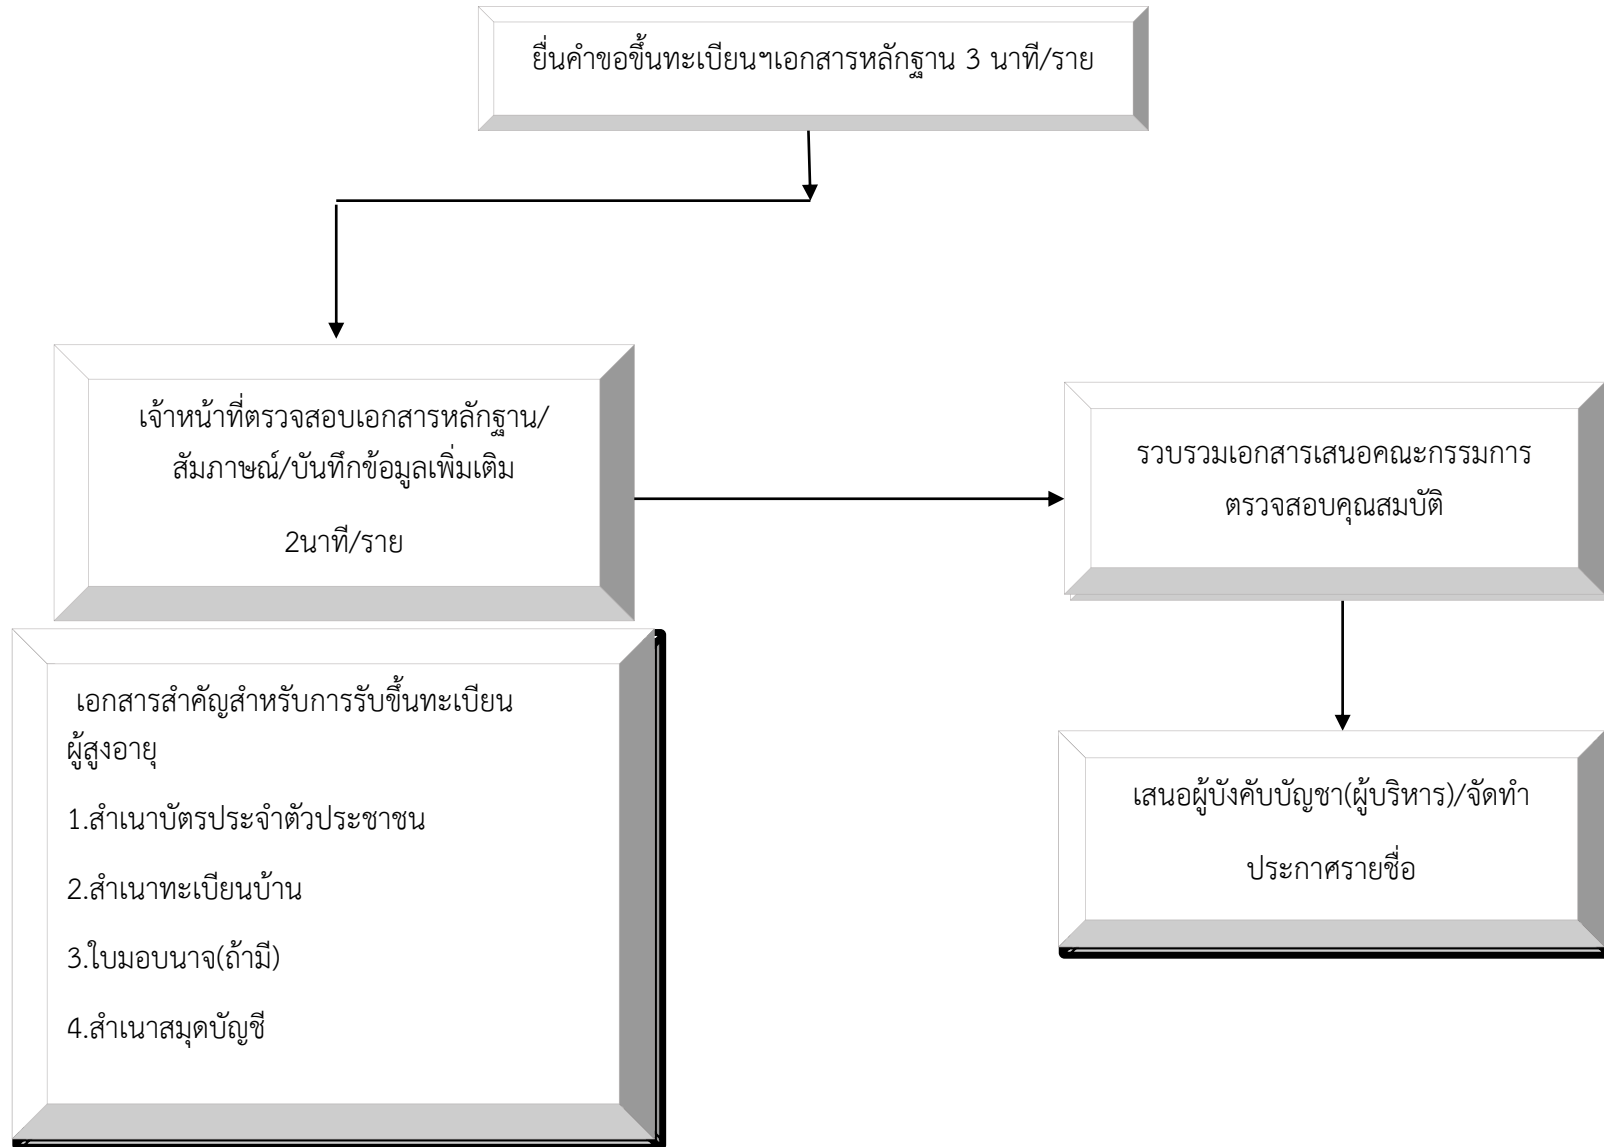 ยื่นคำขอขึ้นทะเบียนฯเอกสารหลักฐาน 3 นาที/ราย
เจ้าหน้าที่ตรวจสอบเอกสารหลักฐาน/
สัมภาษณ์/บันทึกข้อมูลเพิ่มเติม
2นาที/ราย
รวบรวมเอกสารเสนอคณะกรรมการ
ตรวจสอบคุณสมบัติ
เอกสารสำคัญสำหรับการรับขึ้นทะเบียน
ผู้สูงอายุ
1.สำเนาบัตรประจำตัวประชาชน
2.สำเนาทะเบียนบ้าน
3.ใบมอบนาจ(ถ้ามี)
4.สำเนาสมุดบัญชี
เสนอผู้บังคับบัญชา(ผู้บริหาร)/จัดทำ
ประกาศรายชื่อ